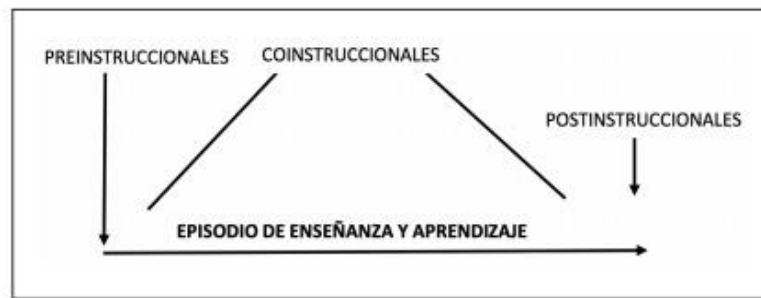 PREINSTRUCCIONALES
COINSTRUCCIONALES
POSTINSTRUCCIONALES
EPISODIO DE ENSEÑANZA Y APRENDIZAJE